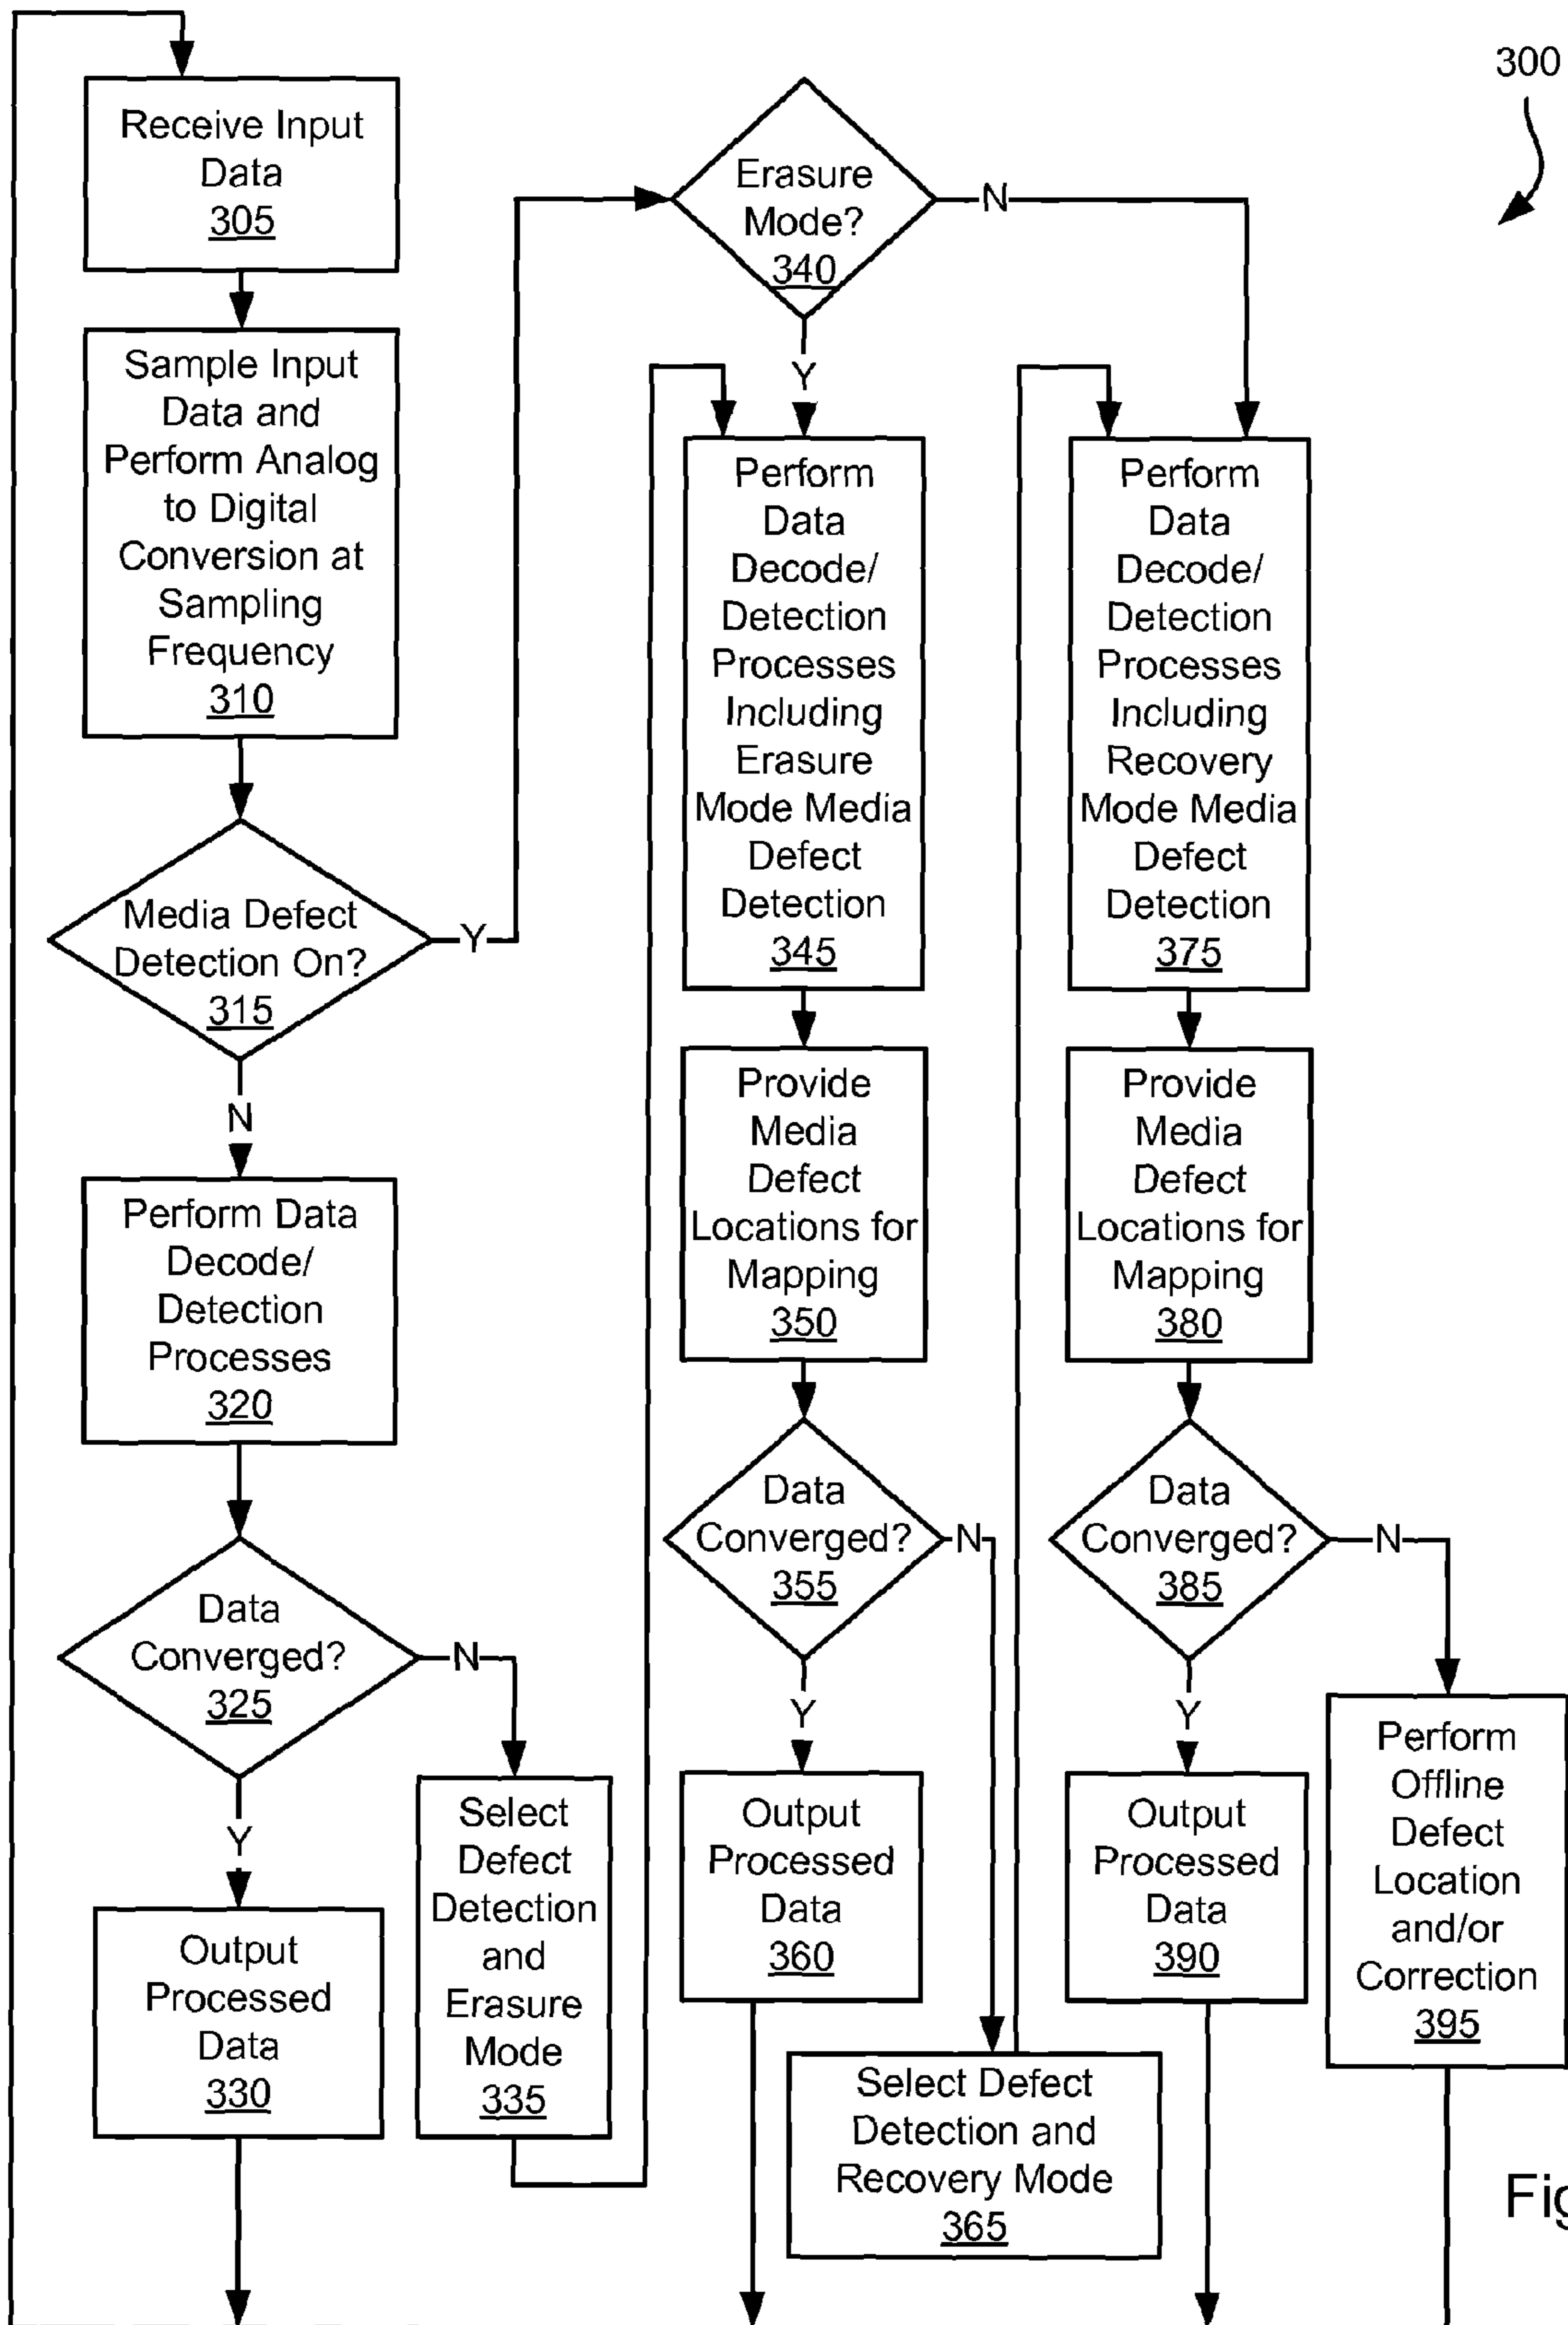 300
Receive Input
Data
305
Sample Input
Data and
Perform Analog
to Digital
Conversion at
Sampling
Frequency
310
Media Defect
Detection On?
315
Y
N
Perform Data
Decode/
Detection
Processes
320
Data
Converged?
325
N
Y
Output
Processed
Data
330
Select
Defect
Detection
and
Erasure
Mode
335
Erasure
Mode?
340
N
Y
Perform
Data
Decode/
Detection
Processes
Including
Erasure
Mode Media
Defect
Detection
345
Provide
Media
Defect
Locations for
Mapping
350
Data
Converged?
355
N
Y
Output
Processed
Data
360
Select Defect
Detection and
Recovery Mode
365
Perform
Data
Decode/
Detection
Processes
Including
Recovery
Mode Media
Defect
Detection
375
Provide
Media
Defect
Locations for
Mapping
380
Data
Converged?
385
N
Y
Output
Processed
Data
390
Perform
Offline
Defect
Location
and/or
Correction
395
Fig